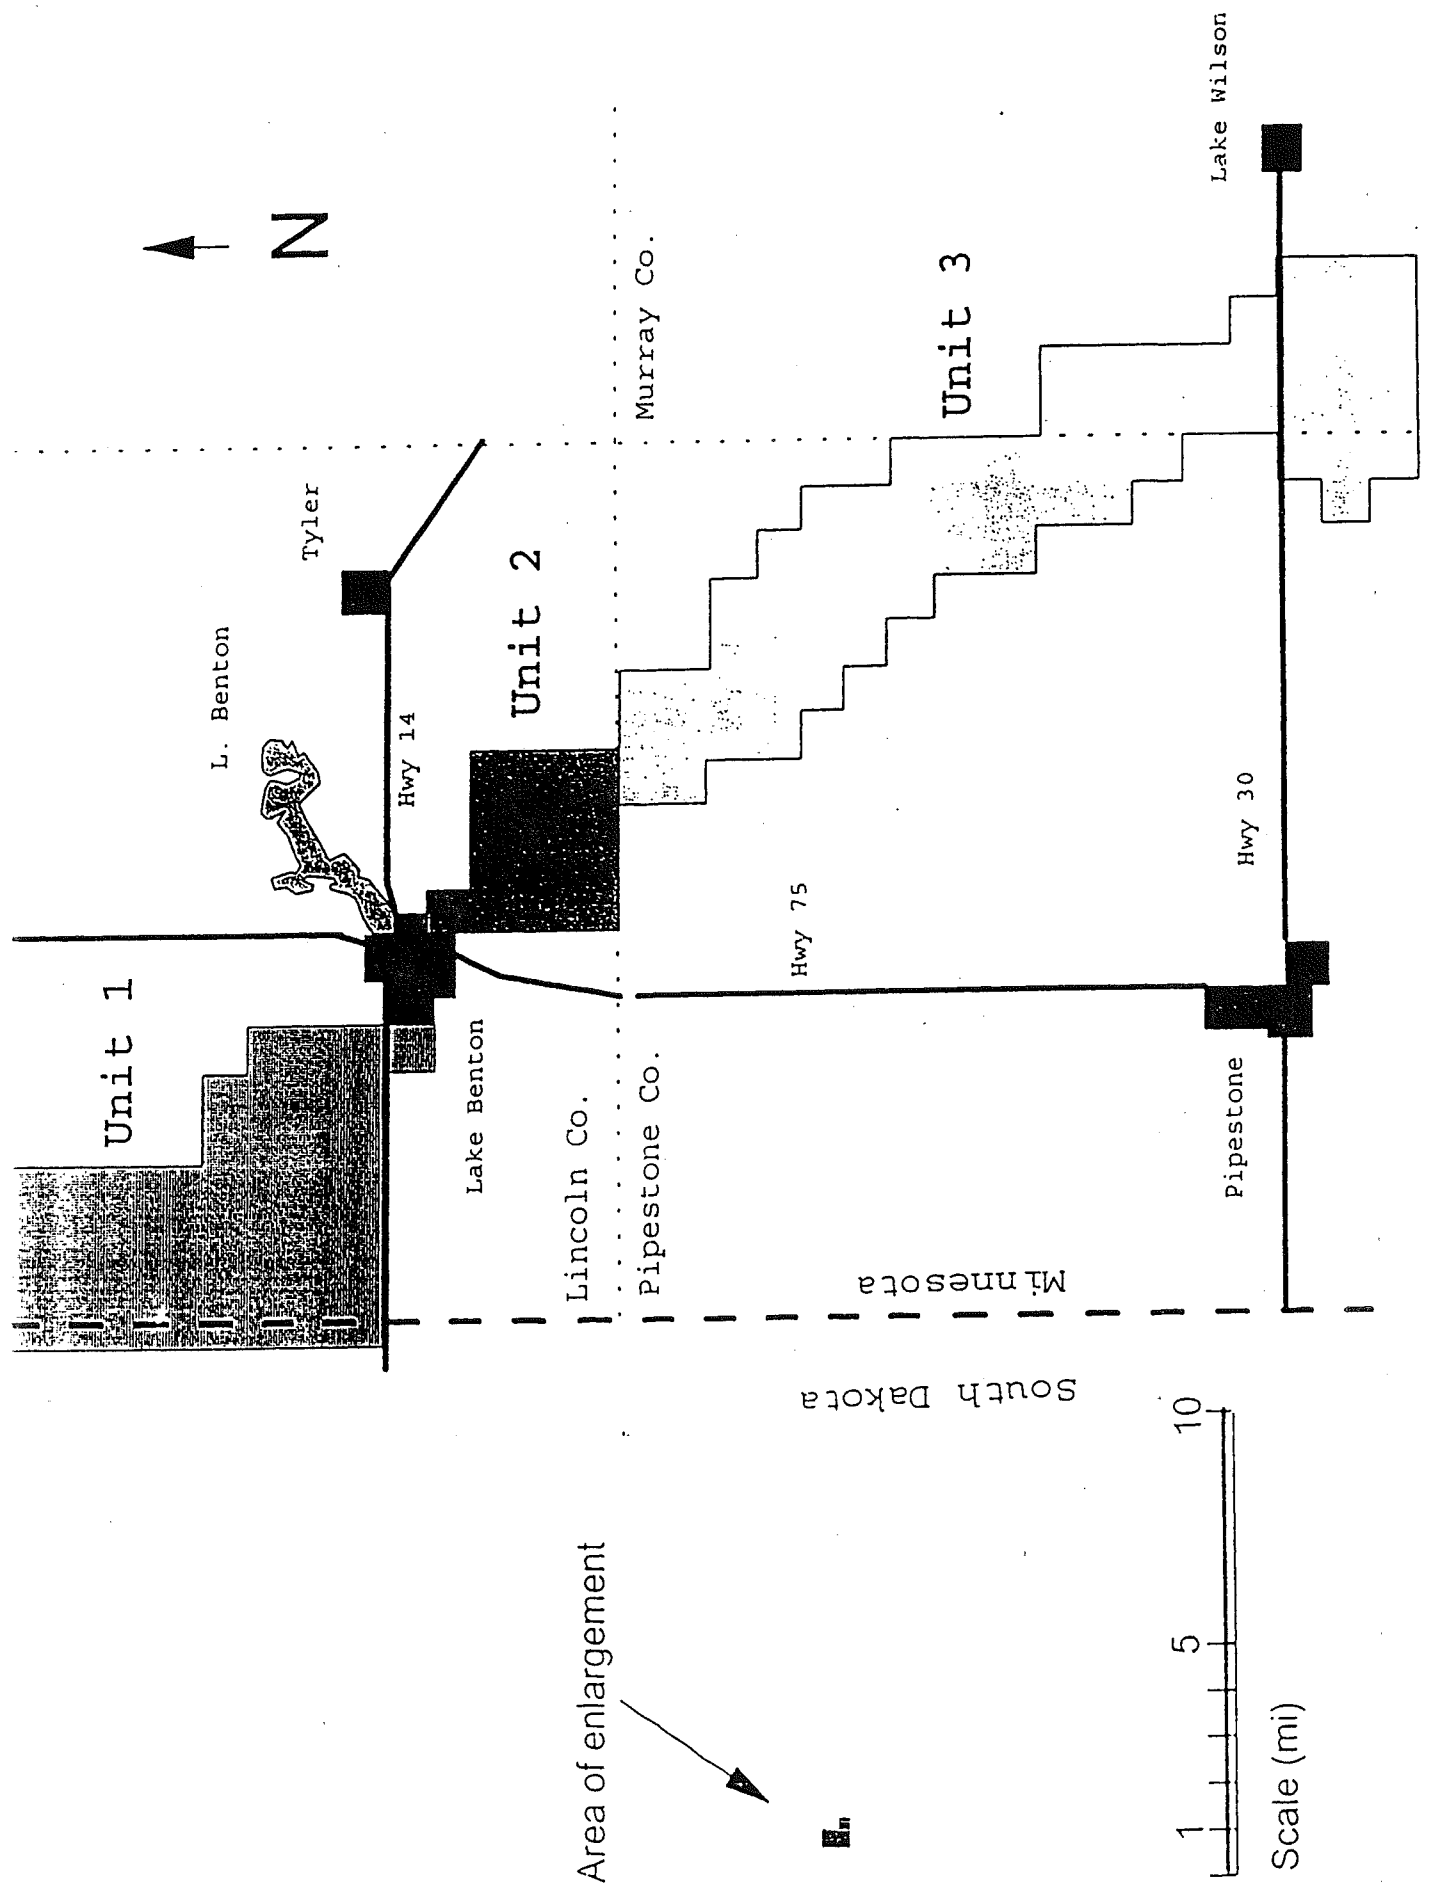 Unit 1
L. Benton
Tyler
N
Hwy 14
Lake Benton
Unit 2
Lincoln Co.
Pipestone Co.
Murray Co.
Hwy 75
Unit 3
Minnesota
South Dakota
Hwy 30
Pipestone
Lake Wilson
Area of enlargement
1 5 10
Scale (mi)